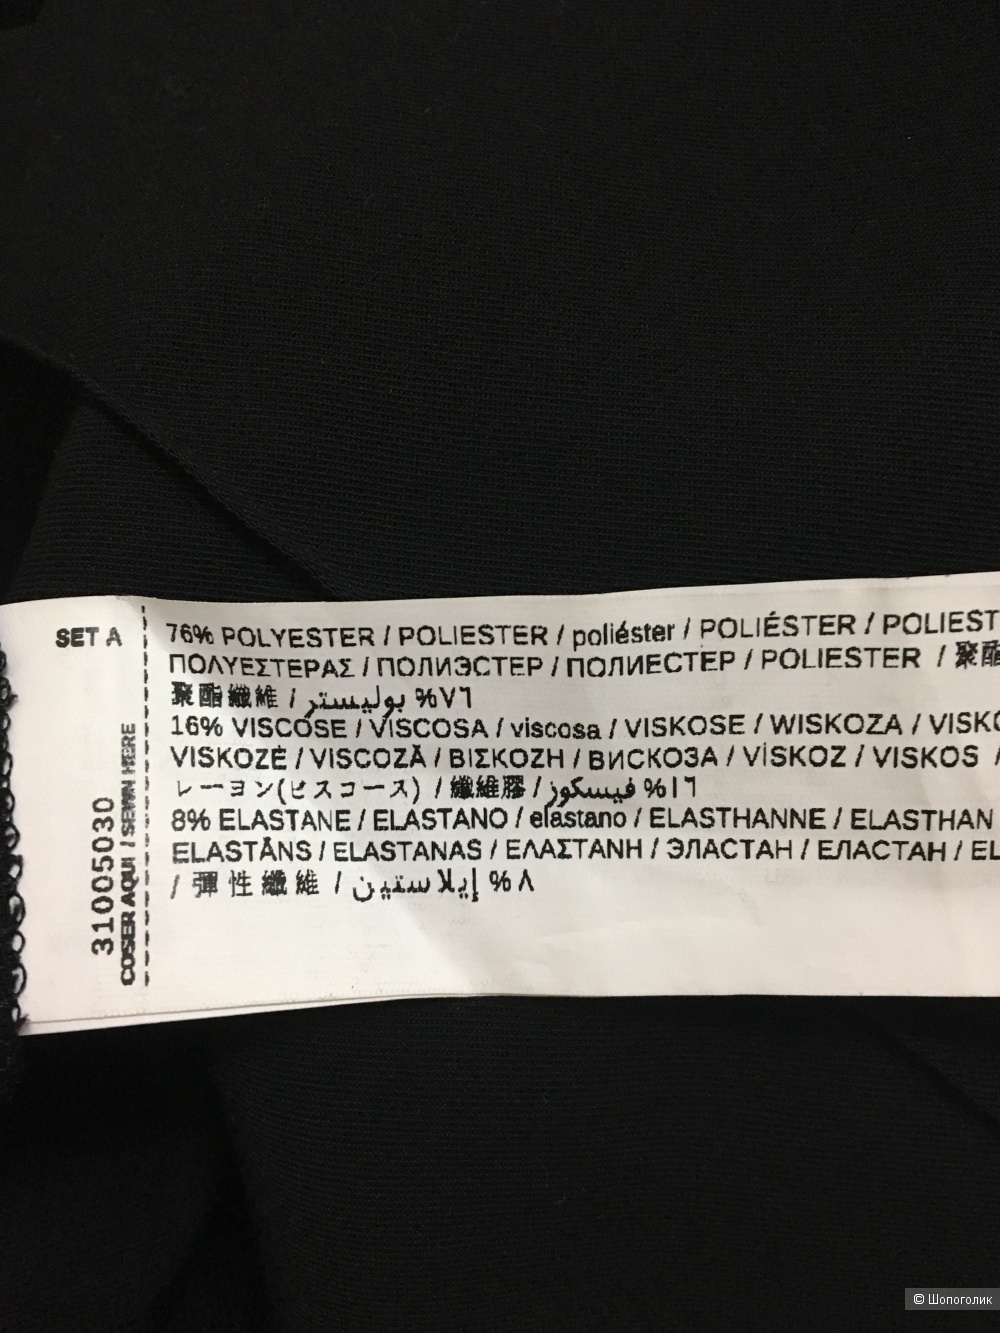 SET A
76% POLYESTER / POLIESTER / poliéster / POLIÉSTER / POLIEST
ΠΟΛΥΕΣΤΕΡΑΣ / ПОЛИЭСТЕР / ПОЛИЕСТЕР / POLIESTER / 聚酯
聚酯纖維 / بوليستر %٧٦
16% VISCOSE / VISCOSA / viscosa / VISKOSE / WISKOZA / VISKO
VISKOZĖ / VISCOZĂ / ΒΙΣΚΟΖΗ / ВИСКОЗА / VİSKOZ / VISKOS /
レーヨン(ビスコース) / 纖維膠 / فيسكوز %١٦
8% ELASTANE / ELASTANO / elastano / ELASTHANNE / ELASTHAN
ELASTĀNS / ELASTANAS / ΕΛΑΣΤΑΝΗ / ЭЛАСТАН / ЕЛАСТАН / EL
/ 彈性纖維 / إيلاستين %٨
31005030
COSER AQUI / SEWN HERE
© Шопоголик